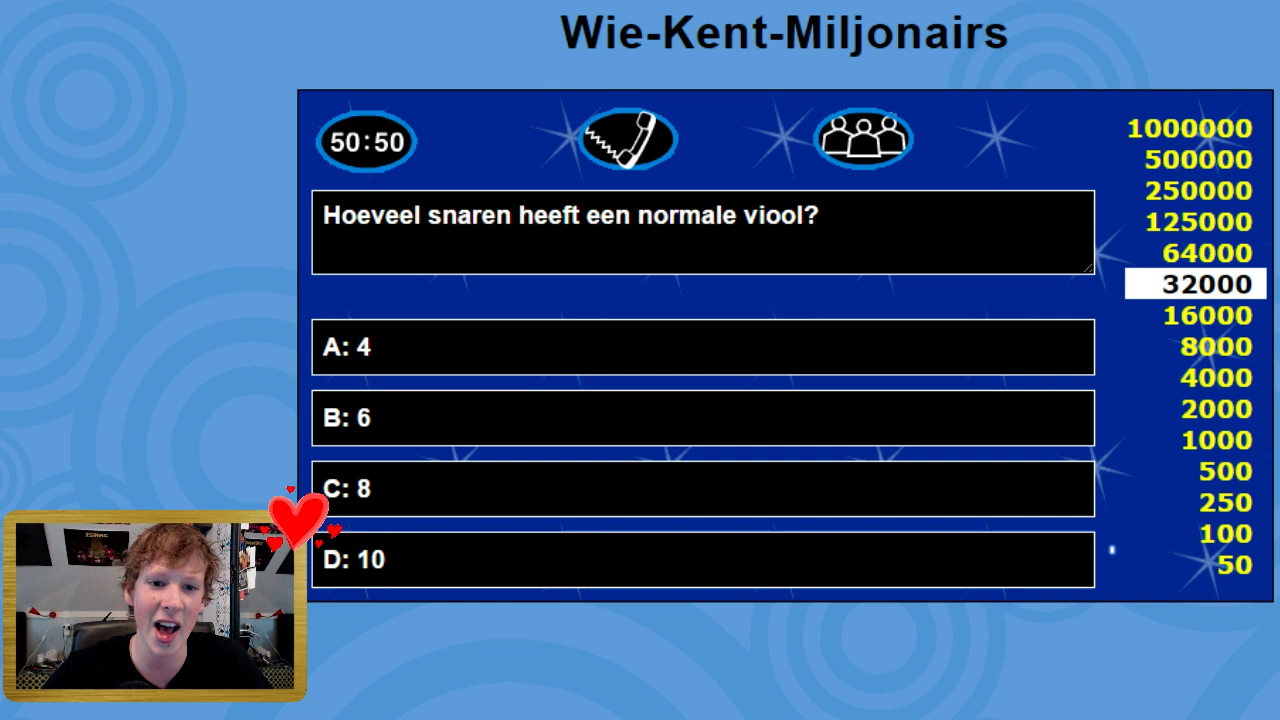 Wie-Kent-Miljonairs
50:50
Hoeveel snaren heeft een normale viool?
A: 4
B: 6
C: 8
D: 10
1000000
500000
250000
125000
64000
32000
16000
8000
4000
2000
1000
500
250
100
50